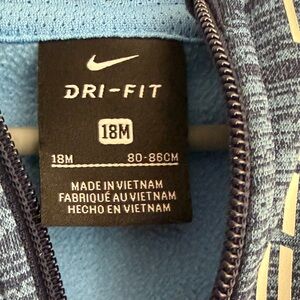 DRI-FIT
18M
18M 80-86CM
MADE IN VIETNAM
FABRIQUÉ AU VIETNAM
HECHO EN VIETNAM